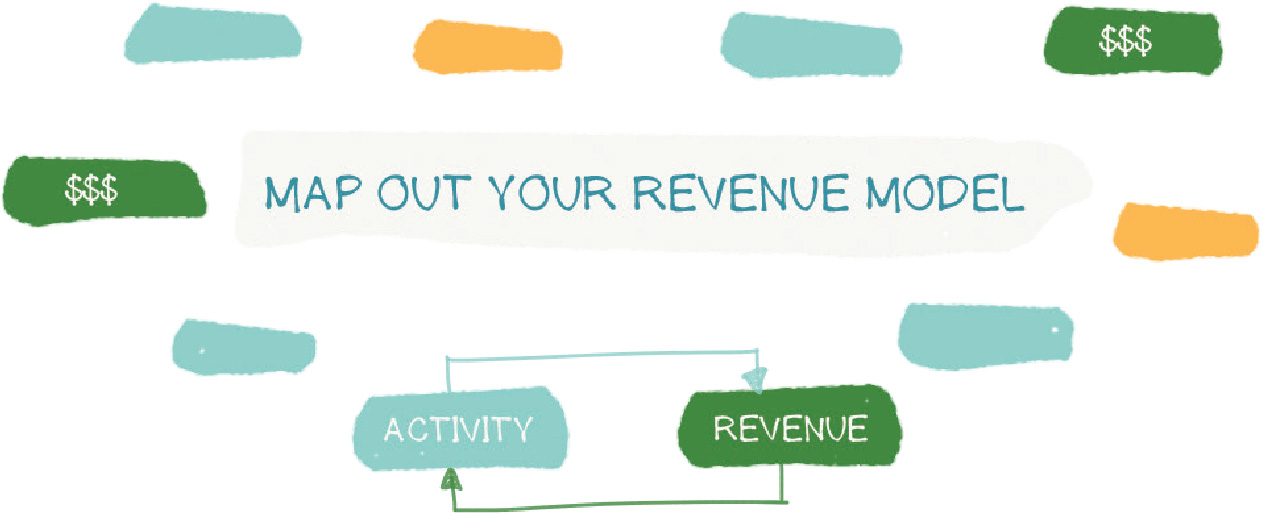 $$$
$$$
MAP OUT YOUR REVENUE MODEL
ACTIVITY
REVENUE